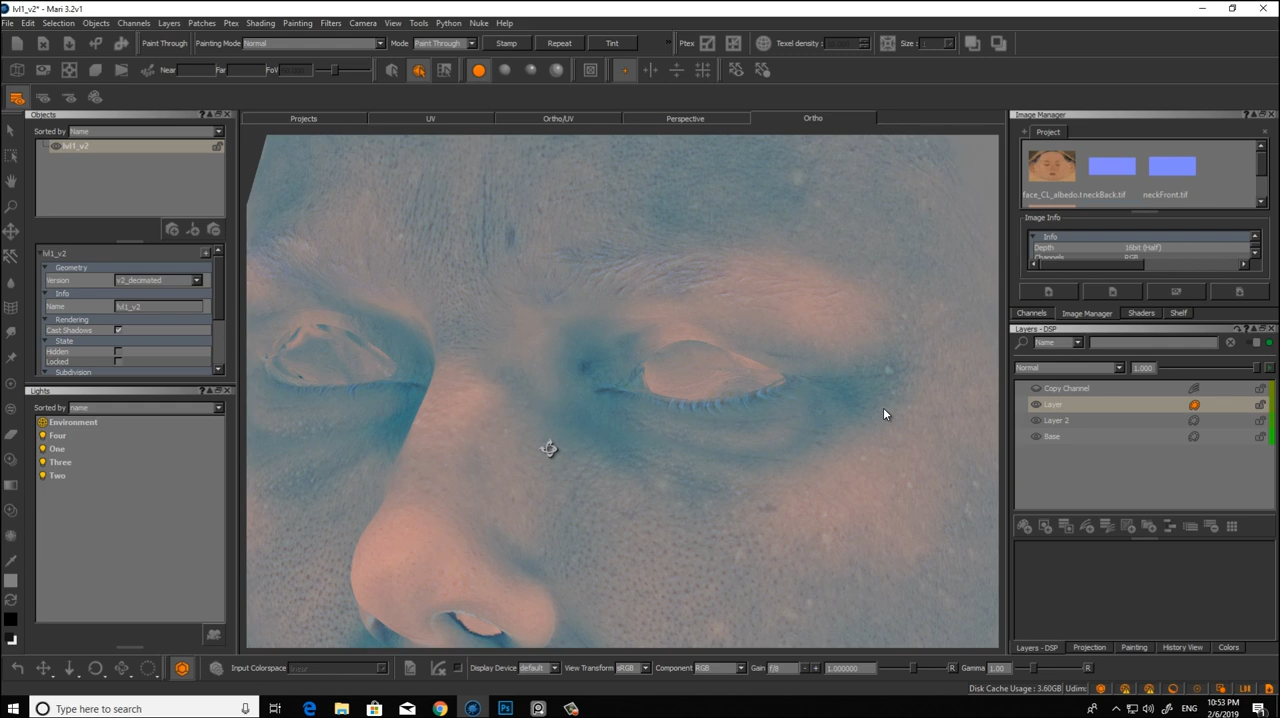 lvl1_v2* - Mari 3.2v1
File Edit Selection Objects Channels Layers Patches Ptex Shading Painting Filters Camera View Tools Python Nuke Help
Paint Through Painting Mode Normal Mode Paint Through Stamp Repeat Tint » Ptex Texel density : Size :
Near Far FoV
Objects
Sorted by Name
lvl1_v2
lvl1_v2
Geometry
Version v2_decimated
Info
Name lvl1_v2
Rendering
Cast Shadows
State
Hidden
Locked
Subdivision
Lights
Sorted by name
Environment
Four
One
Three
Two
Projects UV Ortho/UV Perspective Ortho
Image Manager
Project
face_CL_albedo.t neckBack.tif neckFront.tif
Image Info
Info
Depth 16bit (Half)
Channels RGB
Channels Image Manager Shaders Shelf
Layers - DSP
Name
Normal 1.000
Copy Channel
Layer
Layer 2
Base
Layers - DSP Projection Painting History View Colors
Input Colorspace linear Display Device default View Transform sRGB Component RGB Gain f/8 1.000000 R Gamma 1.00 R
Disk Cache Usage : 3.60GB Udim:
Type here to search
ENG
10:53 PM
2/6/2019